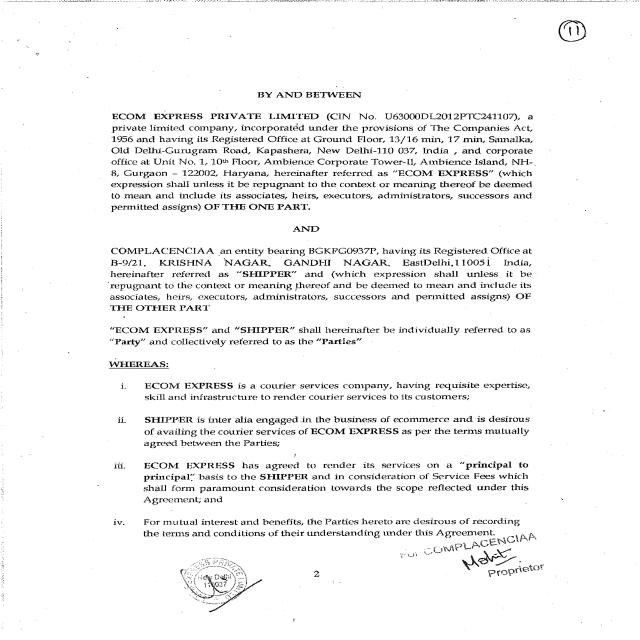 11
BY AND BETWEEN
ECOM EXPRESS PRIVATE LIMITED (CIN No. U63000DL2012PTC241107), a
private limited company, incorporated under the provisions of The Companies Act,
1956 and having its Registered Office at Ground Floor, 13/16 min, 17 min, Samalka,
Old Delhi-Gurugram Road, Kapashera, New Delhi-110 037, India , and corporate
office at Unit No. 1, 10th Floor, Ambience Corporate Tower-II, Ambience Island, NH-
8, Gurgaon – 122002, Haryana, hereinafter referred as "ECOM EXPRESS" (which
expression shall unless it be repugnant to the context or meaning thereof be deemed
to mean and include its associates, heirs, executors, administrators, successors and
permitted assigns) OF THE ONE PART.
AND
COMPLACENCIAA an entity bearing BGKFG0937P, having its Registered Office at
B-9/21, KRISHNA NAGAR, GANDHI NAGAR, EastDelhi,110051 India,
hereinafter referred as "SHIPPER" and (which expression shall unless it be
repugnant to the context or meaning thereof and be deemed to mean and include its
associates, heirs, executors, administrators, successors and permitted assigns) OF
THE OTHER PART
"ECOM EXPRESS" and "SHIPPER" shall hereinafter be individually referred to as
"Party" and collectively referred to as the "Parties"
WHEREAS:
i. ECOM EXPRESS is a courier services company, having requisite expertise,
skill and infrastructure to render courier services to its customers;
ii. SHIPPER is inter alia engaged in the business of ecommerce and is desirous
of availing the courier services of ECOM EXPRESS as per the terms mutually
agreed between the Parties;
iii. ECOM EXPRESS has agreed to render its services on a "principal to
principal" basis to the SHIPPER and in consideration of Service Fees which
shall form paramount consideration towards the scope reflected under this
Agreement; and
iv. For mutual interest and benefits, the Parties hereto are desirous of recording
the terms and conditions of their understanding under this Agreement.
For COMPLACENCIAA
Mohit
Proprietor
EXPRESS PRIVATE
New Delhi
110037
2